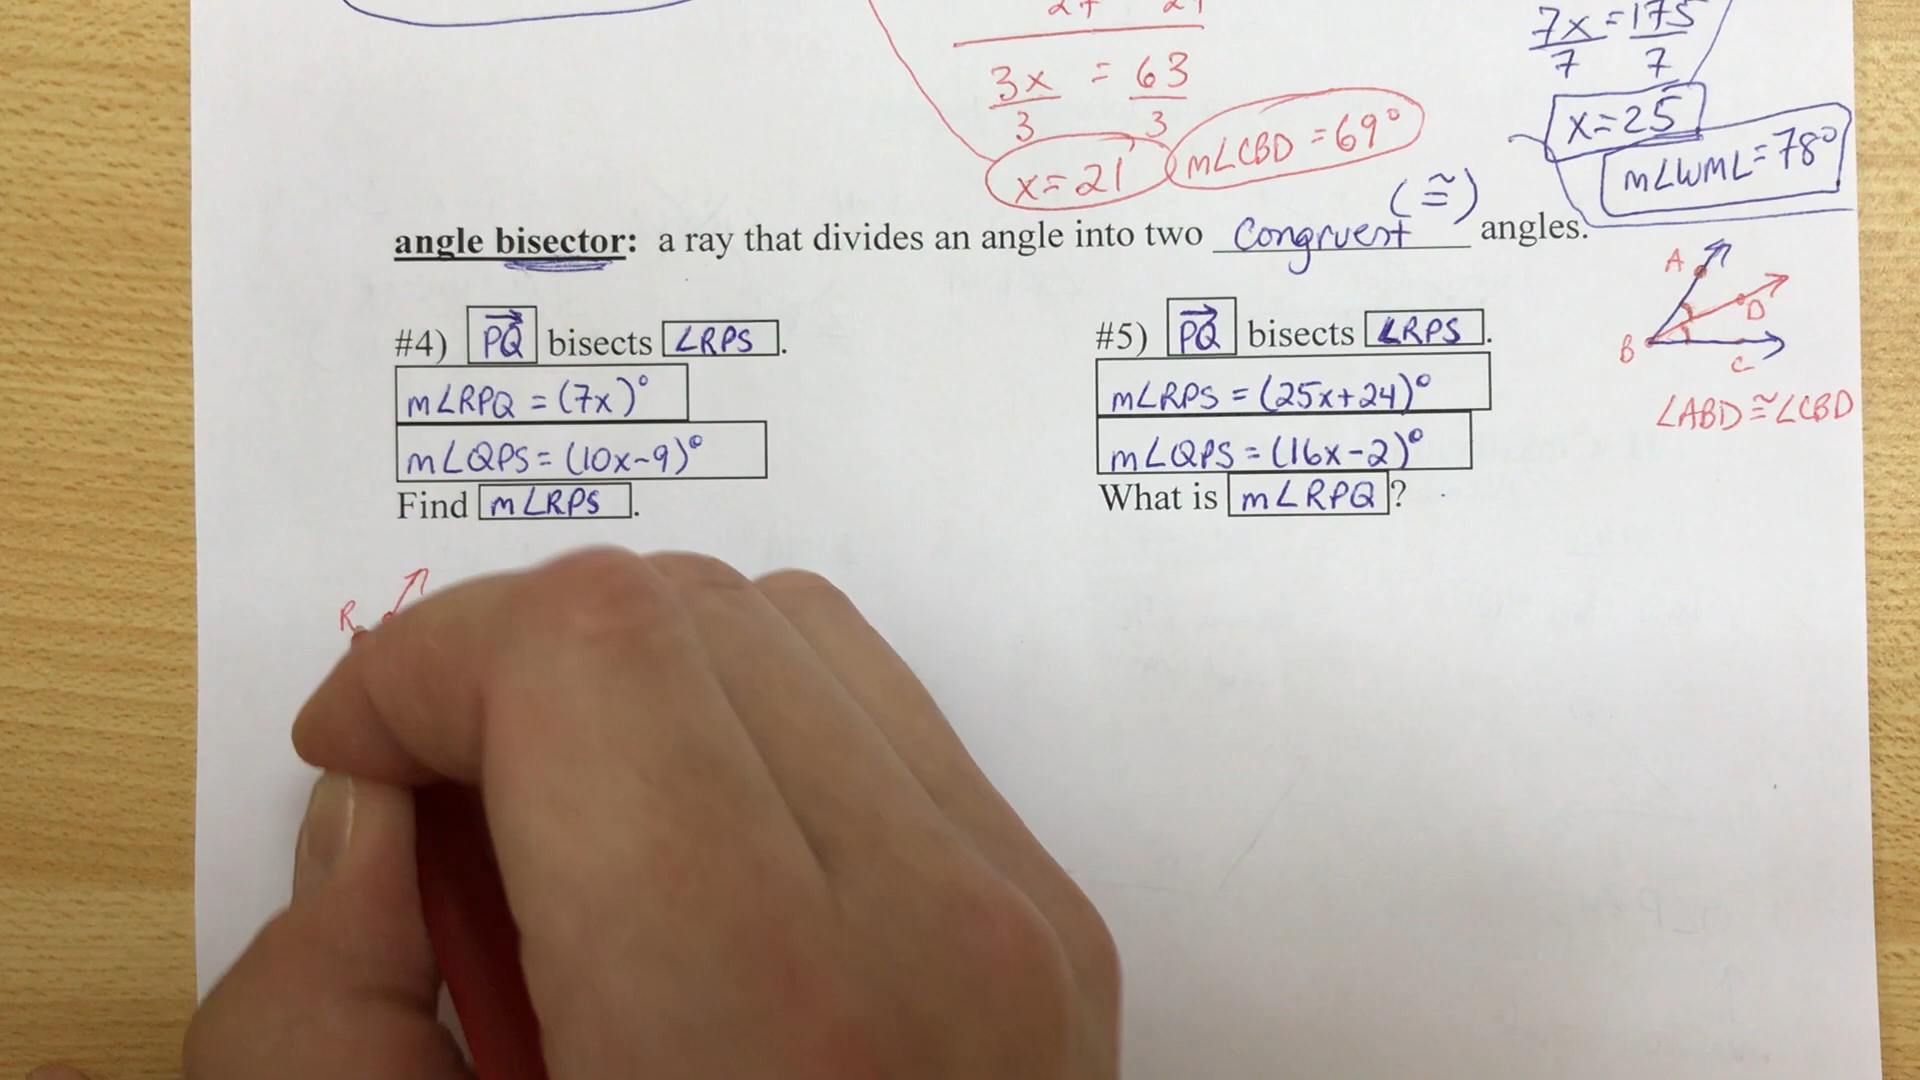 3x = 63
3 3
x=21
m∠CBD = 69°
7x = 175
7 7
x=25
m∠WML = 78°
(≅)
angle bisector: a ray that divides an angle into two Congruent angles.
#4) PQ bisects ∠RPS.
m∠RPQ = (7x)°
m∠QPS = (10x-9)°
Find m∠RPS.
R
#5) PQ bisects ∠RPS.
m∠RPS = (25x+24)°
m∠QPS = (16x-2)°
What is m∠RPQ?
A
D
B
C
∠ABD ≅ ∠CBD